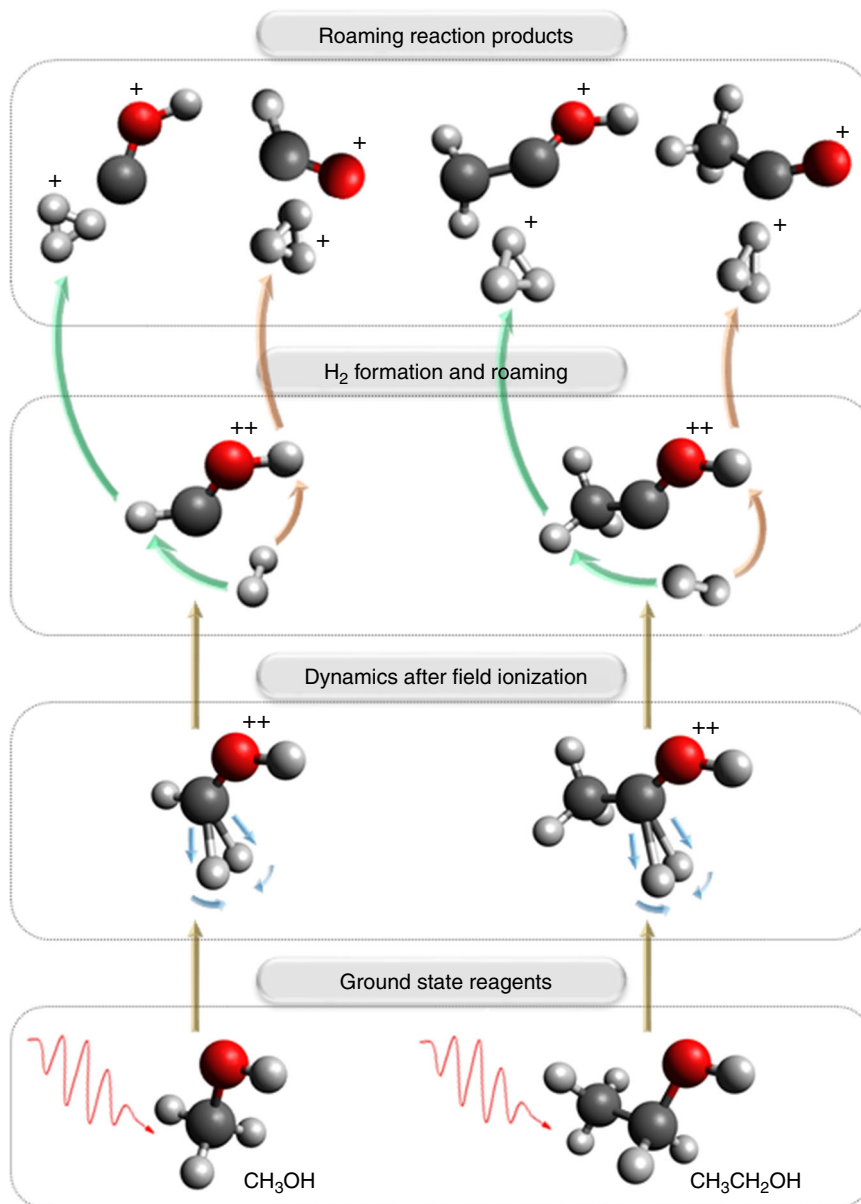 Roaming reaction products
+
+
+
+
+
+
+
+
H₂ formation and roaming
++
++
Dynamics after field ionization
++
++
Ground state reagents
CH₃OH
CH₃CH₂OH